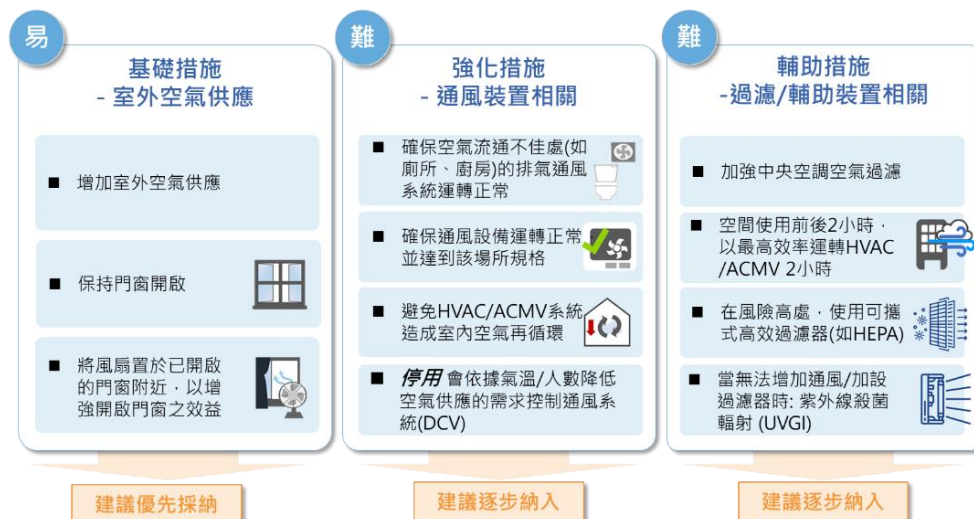 易
基礎措施
- 室外空氣供應
■ 增加室外空氣供應
■ 保持門窗開啟
■ 將風扇置於已開啟
的門窗附近，以增
強開啟門窗之效益
建議優先採納
難
強化措施
- 通風裝置相關
■ 確保空氣流通不佳處(如
廁所、廚房)的排氣通風
系統運轉正常
■ 確保通風設備運轉正常
並達到該場所規格
■ 避免HVAC/ACMV系統
造成室內空氣再循環
■ 停用 會依據氣溫/人數降低
空氣供應的需求控制通風系
統(DCV)
建議逐步納入
難
輔助措施
-過濾/輔助裝置相關
■ 加強中央空調空氣過濾
■ 空間使用前後2小時，
以最高效率運轉HVAC
/ACMV 2小時
■ 在風險高處，使用可攜
式高效過濾器(如HEPA)
■ 當無法增加通風/加設
過濾器時: 紫外線殺菌
輻射 (UVGI)
建議逐步納入